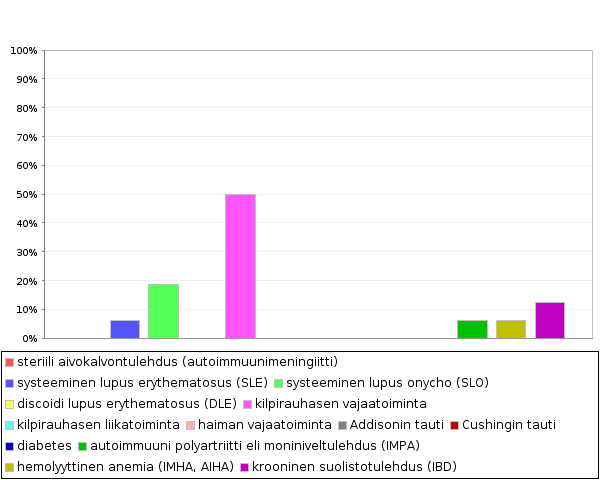 100%
90%
80%
70%
60%
50%
40%
30%
20%
10%
0%
steriili aivokalvontulehdus (autoimmuunimeningiitti)
systeeminen lupus erythematosus (SLE) systeeminen lupus onycho (SLO)
discoidi lupus erythematosus (DLE) kilpirauhasen vajaatoiminta
kilpirauhasen liikatoiminta haiman vajaatoiminta Addisonin tauti Cushingin tauti
diabetes autoimmuuni polyartriitti eli moniniveltulehdus (IMPA)
hemolyyttinen anemia (IMHA, AIHA) krooninen suolistotulehdus (IBD)